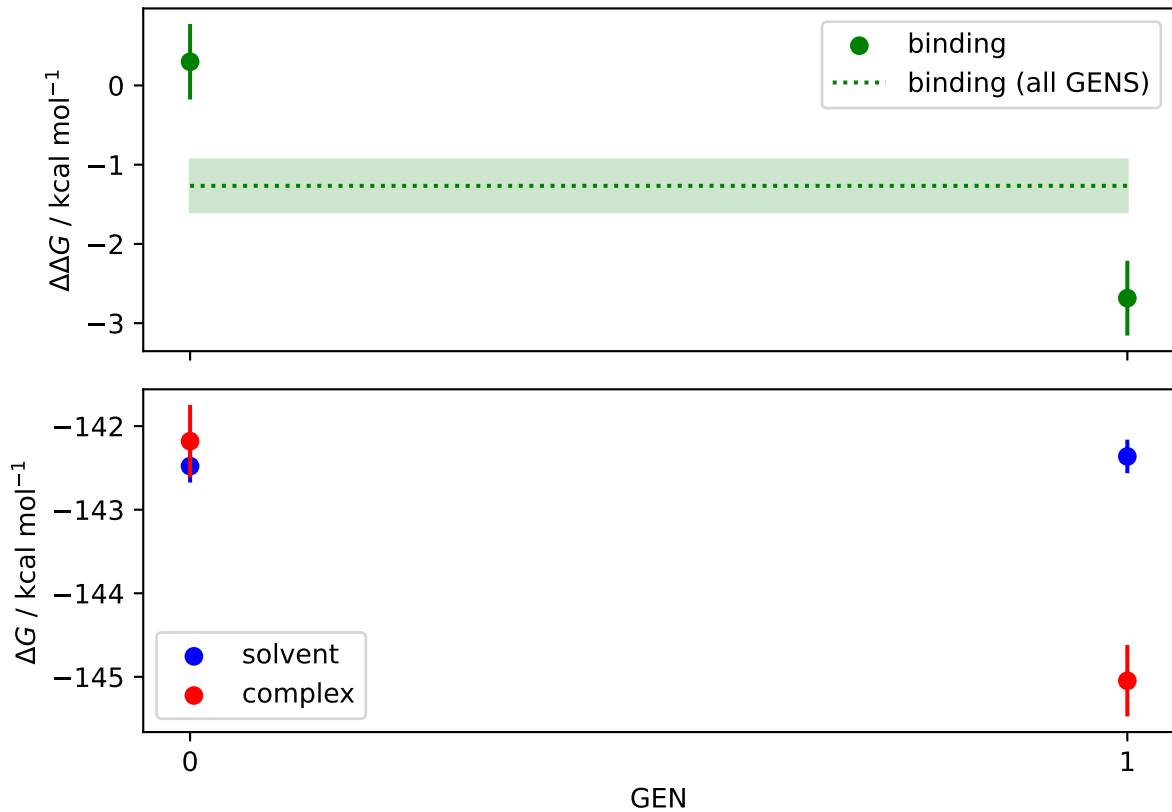 binding
binding (all GENS)
0
−1
−2
−3
ΔΔG / kcal mol⁻¹
−142
−143
−144
−145
ΔG / kcal mol⁻¹
solvent
complex
0 1
GEN